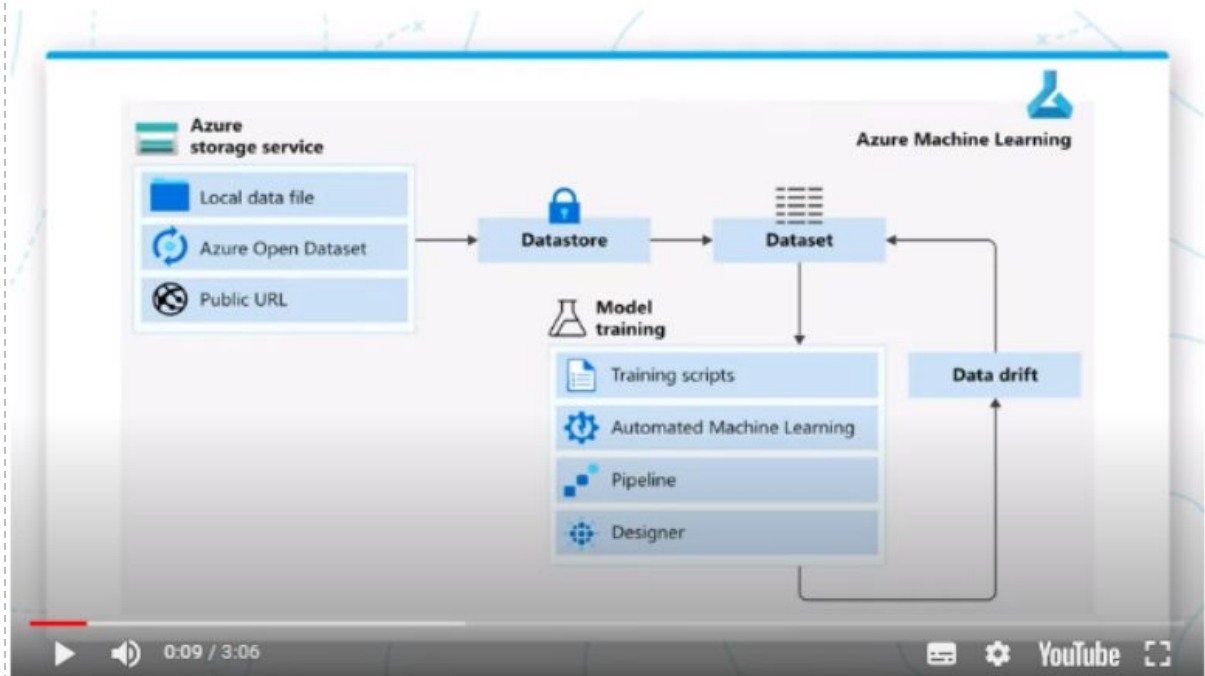 Azure
storage service
Azure Machine Learning
Local data file
Azure Open Dataset
Public URL
Datastore
Dataset
Model
training
Training scripts
Automated Machine Learning
Pipeline
Designer
Data drift
0:09 / 3:06
YouTube